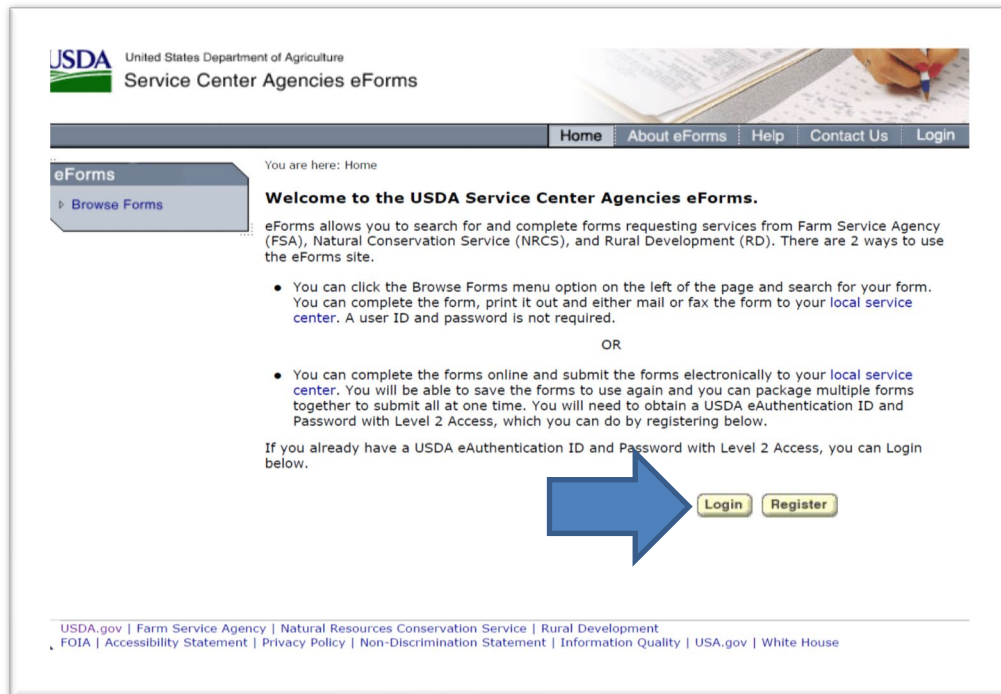 USDA
United States Department of Agriculture
Service Center Agencies eForms
Home About eForms Help Contact Us Login
eForms
Browse Forms
You are here: Home
Welcome to the USDA Service Center Agencies eForms.
eForms allows you to search for and complete forms requesting services from Farm Service Agency
(FSA), Natural Conservation Service (NRCS), and Rural Development (RD). There are 2 ways to use
the eForms site.
You can click the Browse Forms menu option on the left of the page and search for your form.
You can complete the form, print it out and either mail or fax the form to your local service
center. A user ID and password is not required.
OR
You can complete the forms online and submit the forms electronically to your local service
center. You will be able to save the forms to use again and you can package multiple forms
together to submit all at one time. You will need to obtain a USDA eAuthentication ID and
Password with Level 2 Access, which you can do by registering below.
If you already have a USDA eAuthentication ID and Password with Level 2 Access, you can Login
below.
Login Register
USDA.gov | Farm Service Agency | Natural Resources Conservation Service | Rural Development
FOIA | Accessibility Statement | Privacy Policy | Non-Discrimination Statement | Information Quality | USA.gov | White House